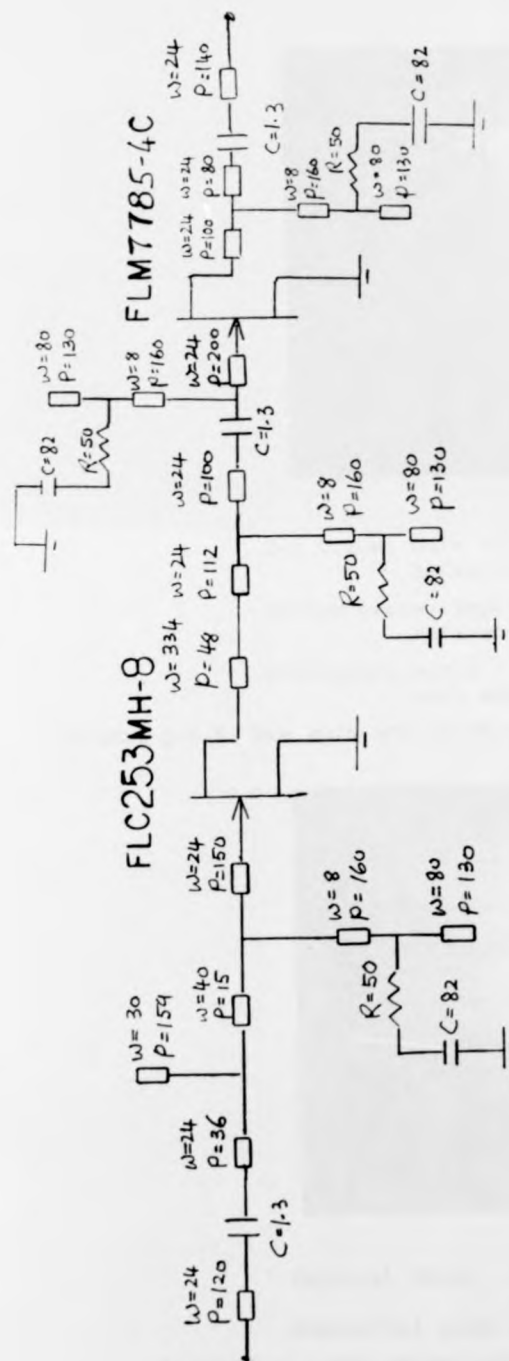 FLC253MH-8
FLM7785-4C
W=24
P=120
C=1.3
W=24
P=36
W=30
P=159
W=40
P=15
W=24
P=150
W=8
P=160
R=50
W=80
P=130
C=82
W=334
P=48
W=24
P=112
W=8
P=160
R=50
W=80
P=130
C=82
W=24
P=100
C=1.3
W=80
P=130
W=8
P=160
R=50
C=82
W=24
P=200
W=24
P=100
W=24
P=80
W=8
P=160
R=50
W=80
P=130
C=82
C=1.3
W=24
P=140